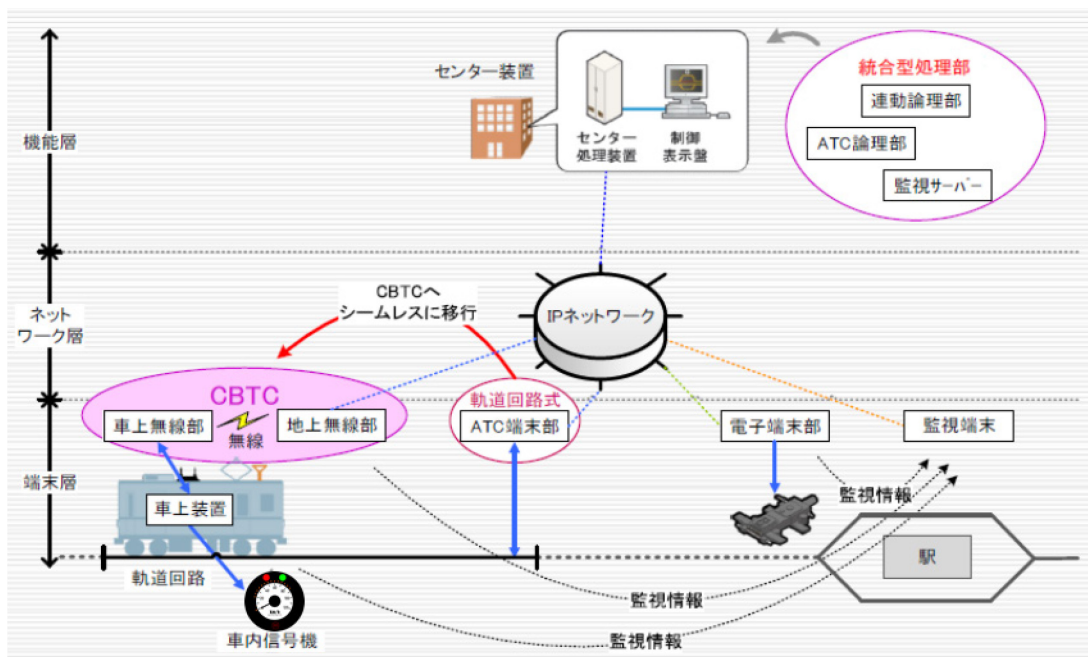 センター装置
センター
処理装置
制御
表示盤
統合型処理部
連動論理部
ATC論理部
監視サーバー
機能層
ネット
ワーク層
端末層
CBTCへ
シームレスに移行
IPネットワーク
CBTC
車上無線部
無線
地上無線部
軌道回路式
ATC端末部
電子端末部
監視端末
車上装置
監視情報
軌道回路
駅
監視情報
車内信号機
監視情報